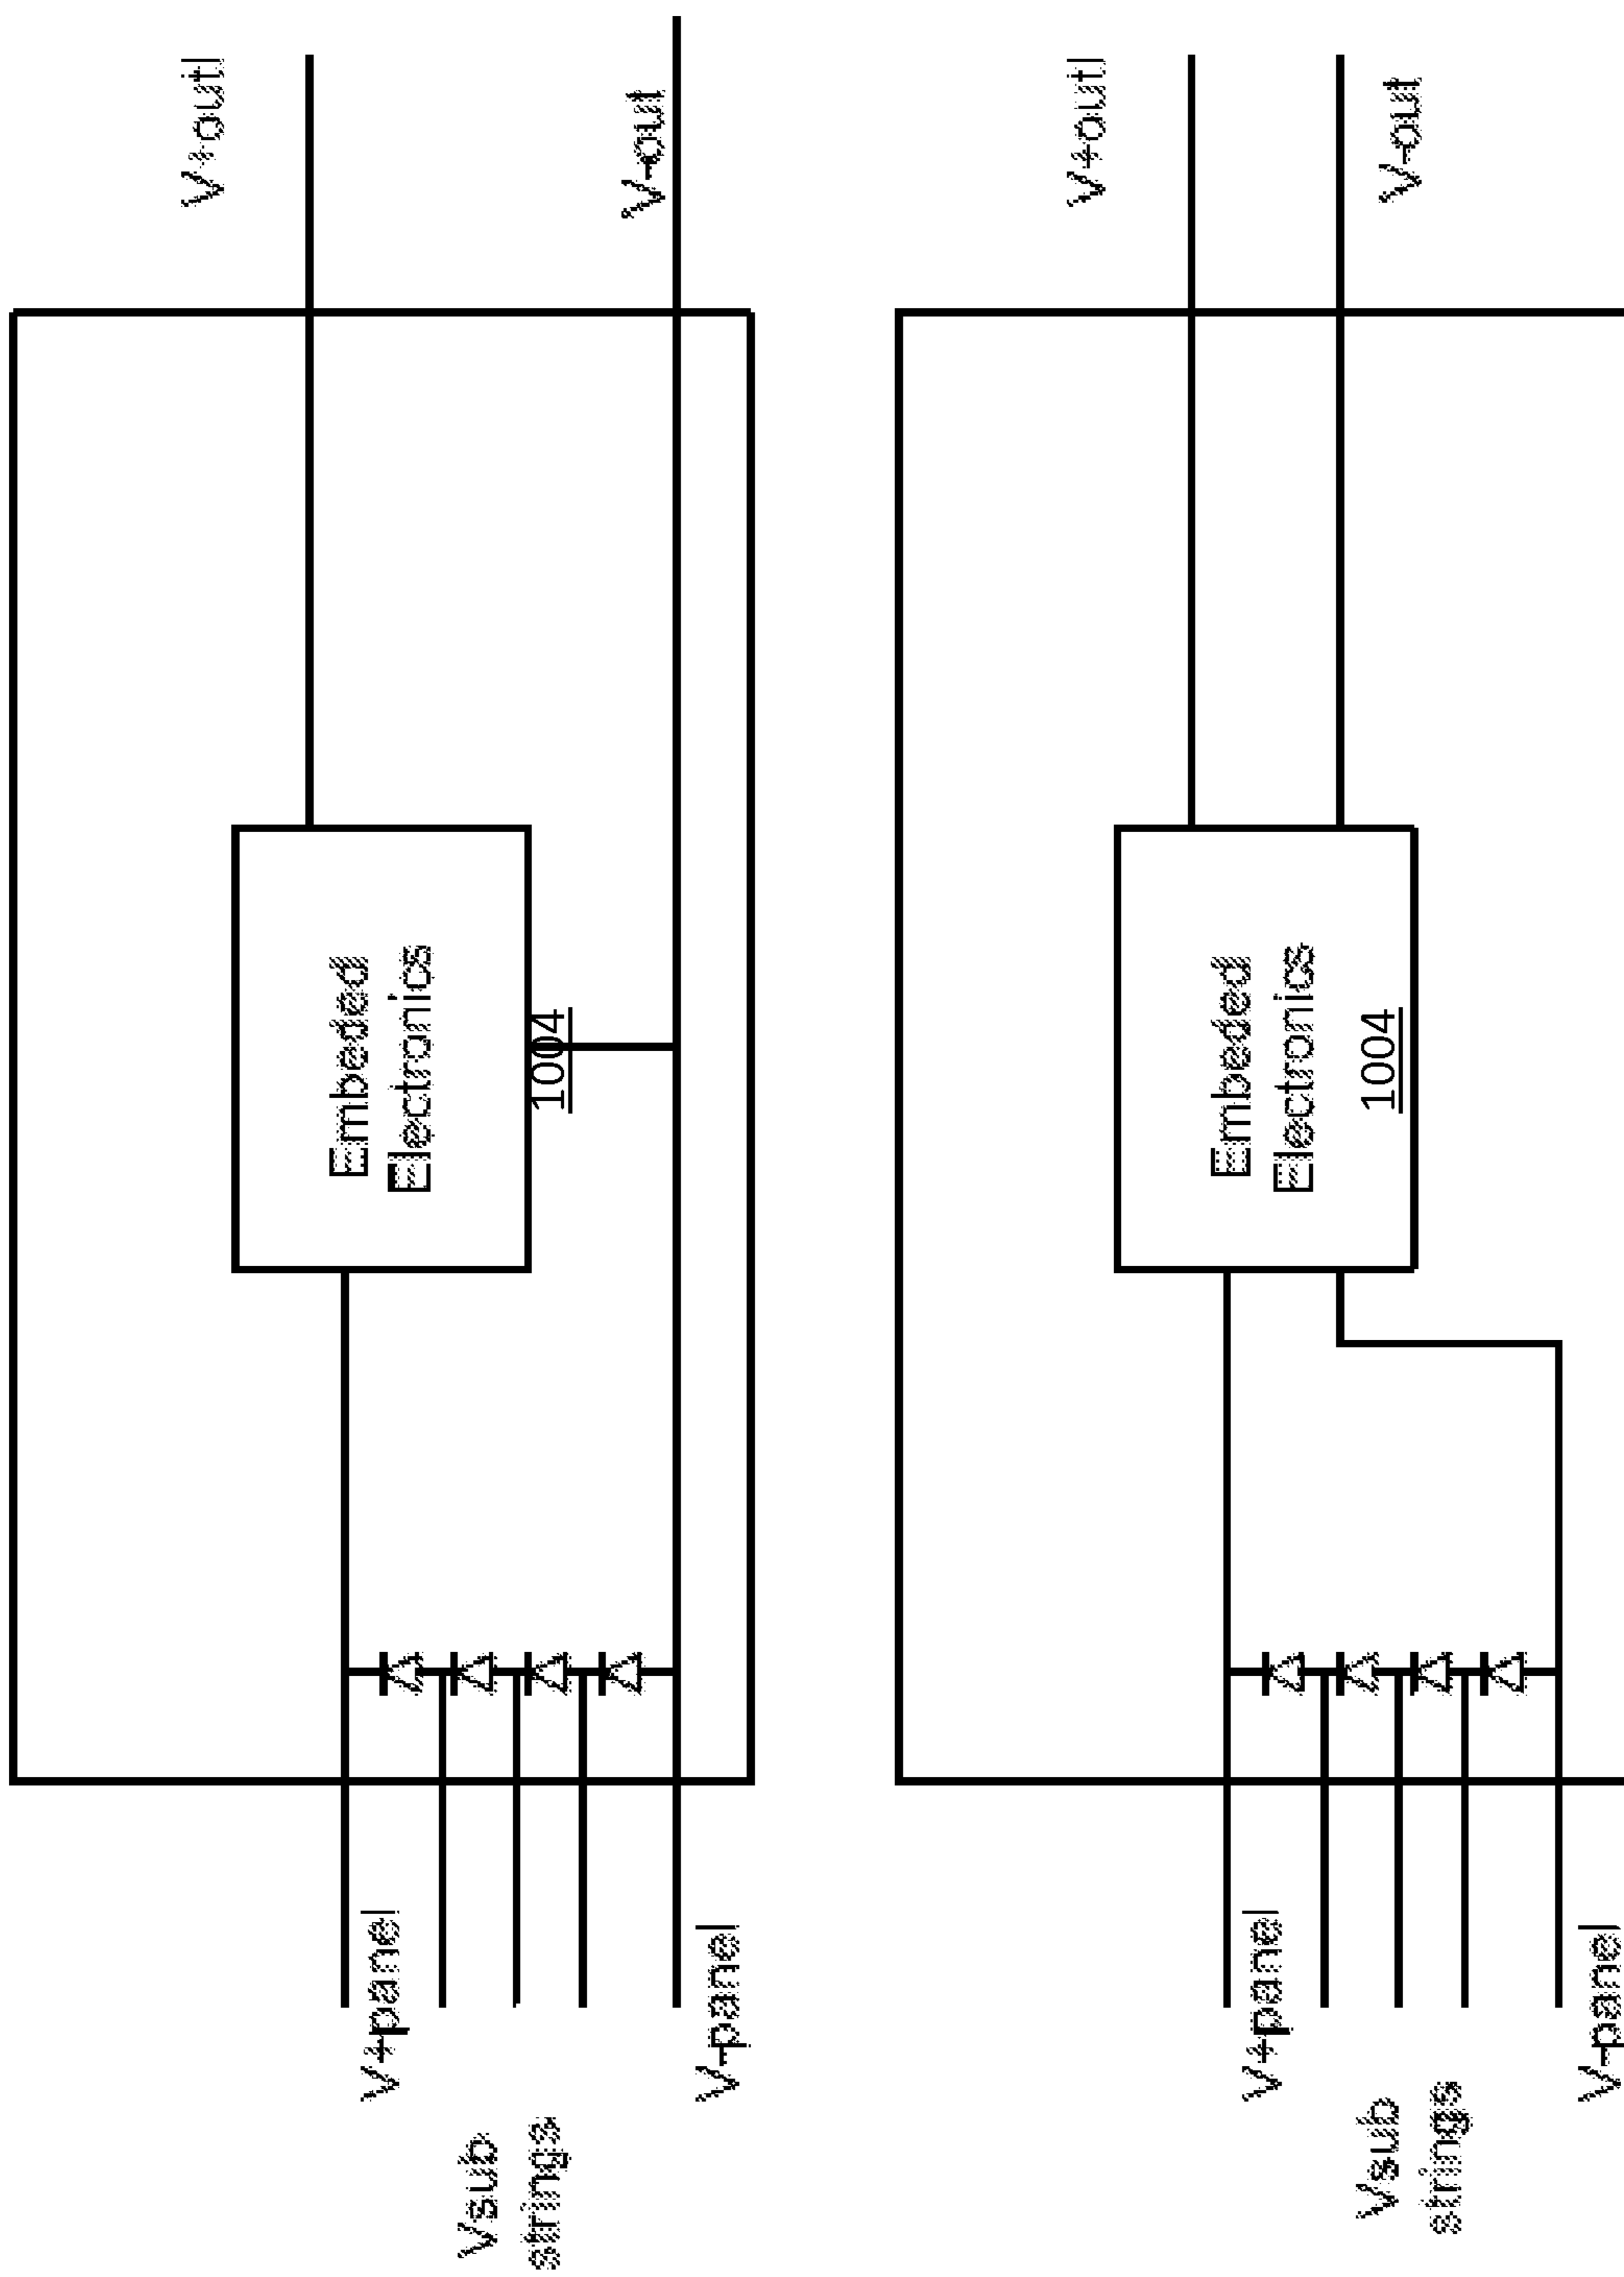 V+out
V-out
Embeded
Electronics
1004
V+panel
Vsub
strings
V-panel
V+out
V-out
Embeded
Electronics
1004
V+panel
Vsub
strings
V-panel